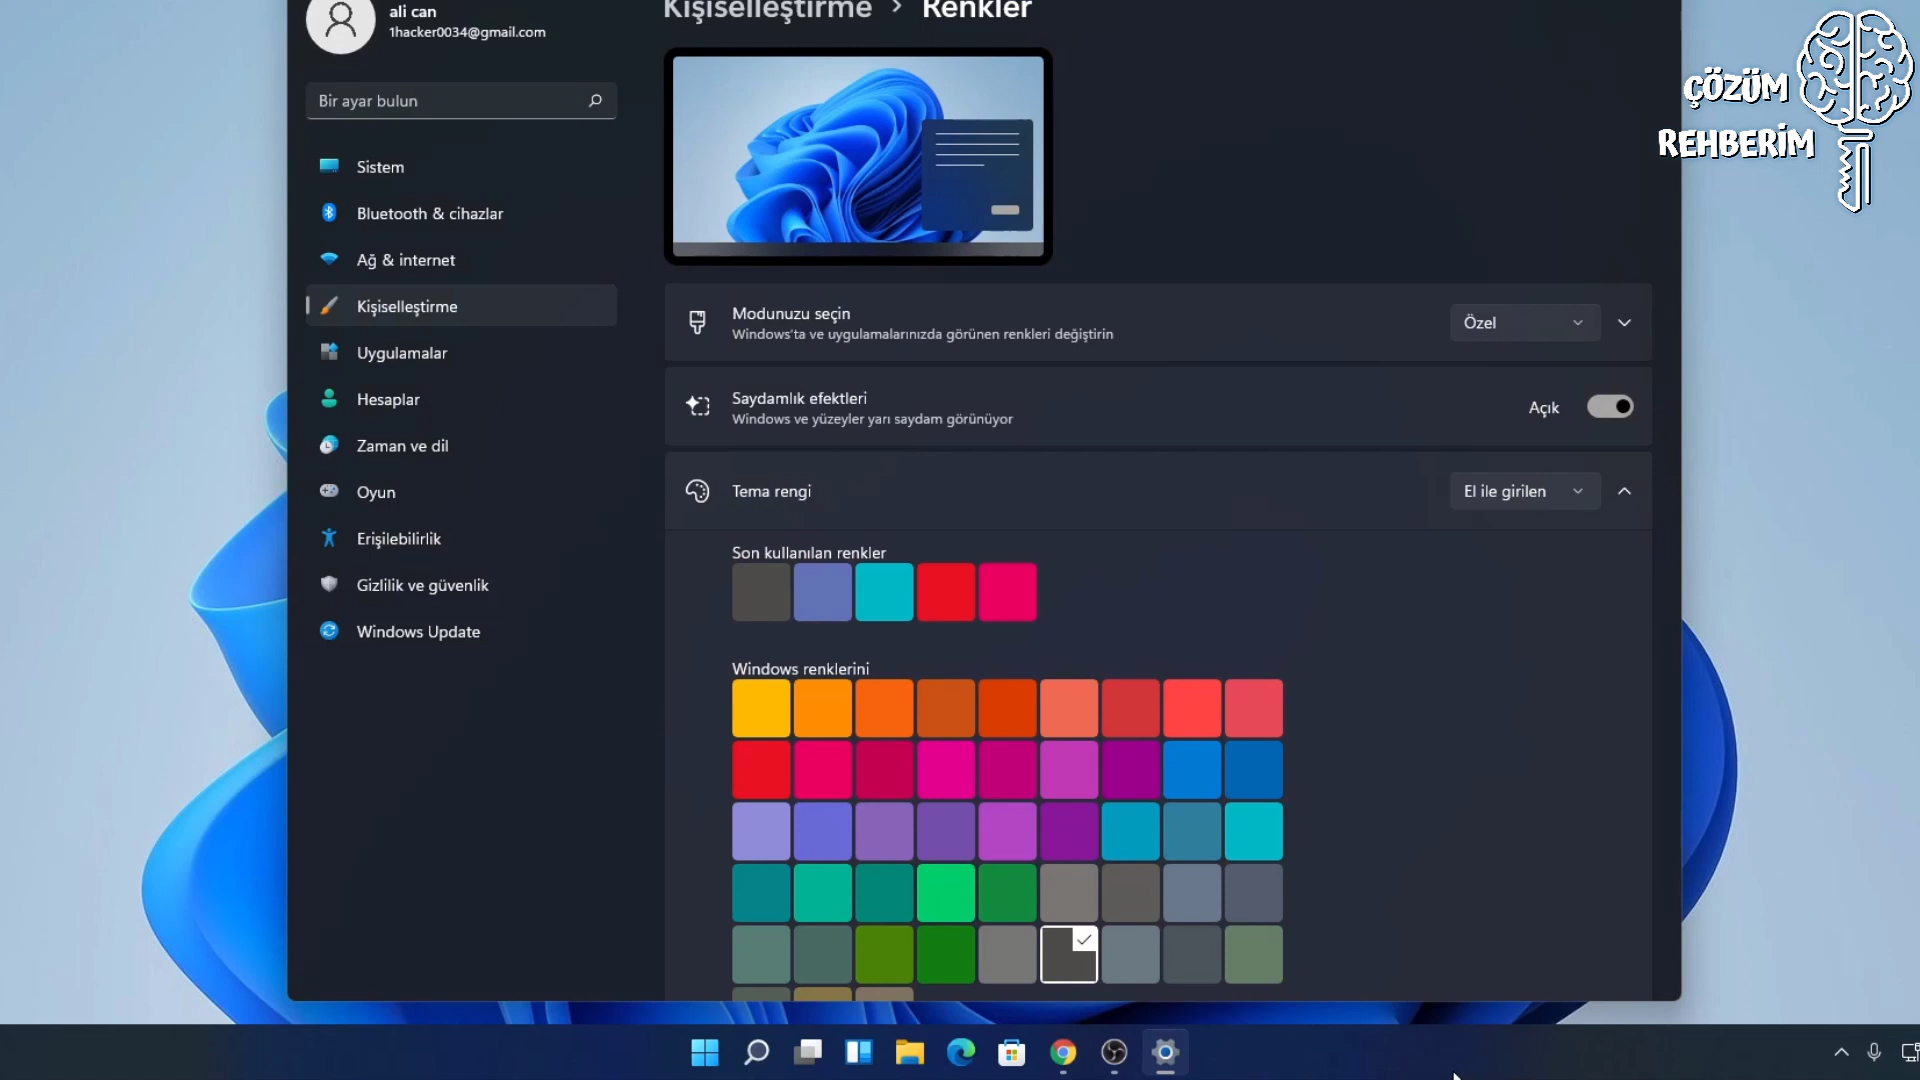 ali can
1hacker0034@gmail.com
Kişiselleştirme > Renkler
ÇÖZÜM
REHBERİM
Bir ayar bulun
Sistem
Bluetooth & cihazlar
Ağ & internet
Kişiselleştirme
Uygulamalar
Hesaplar
Zaman ve dil
Oyun
Erişilebilirlik
Gizlilik ve güvenlik
Windows Update
Modunuzu seçin
Windows'ta ve uygulamalarınızda görünen renkleri değiştirin
Özel
Saydamlık efektleri
Windows ve yüzeyler yarı saydam görünüyor
Açık
Tema rengi
El ile girilen
Son kullanılan renkler
Windows renklerini